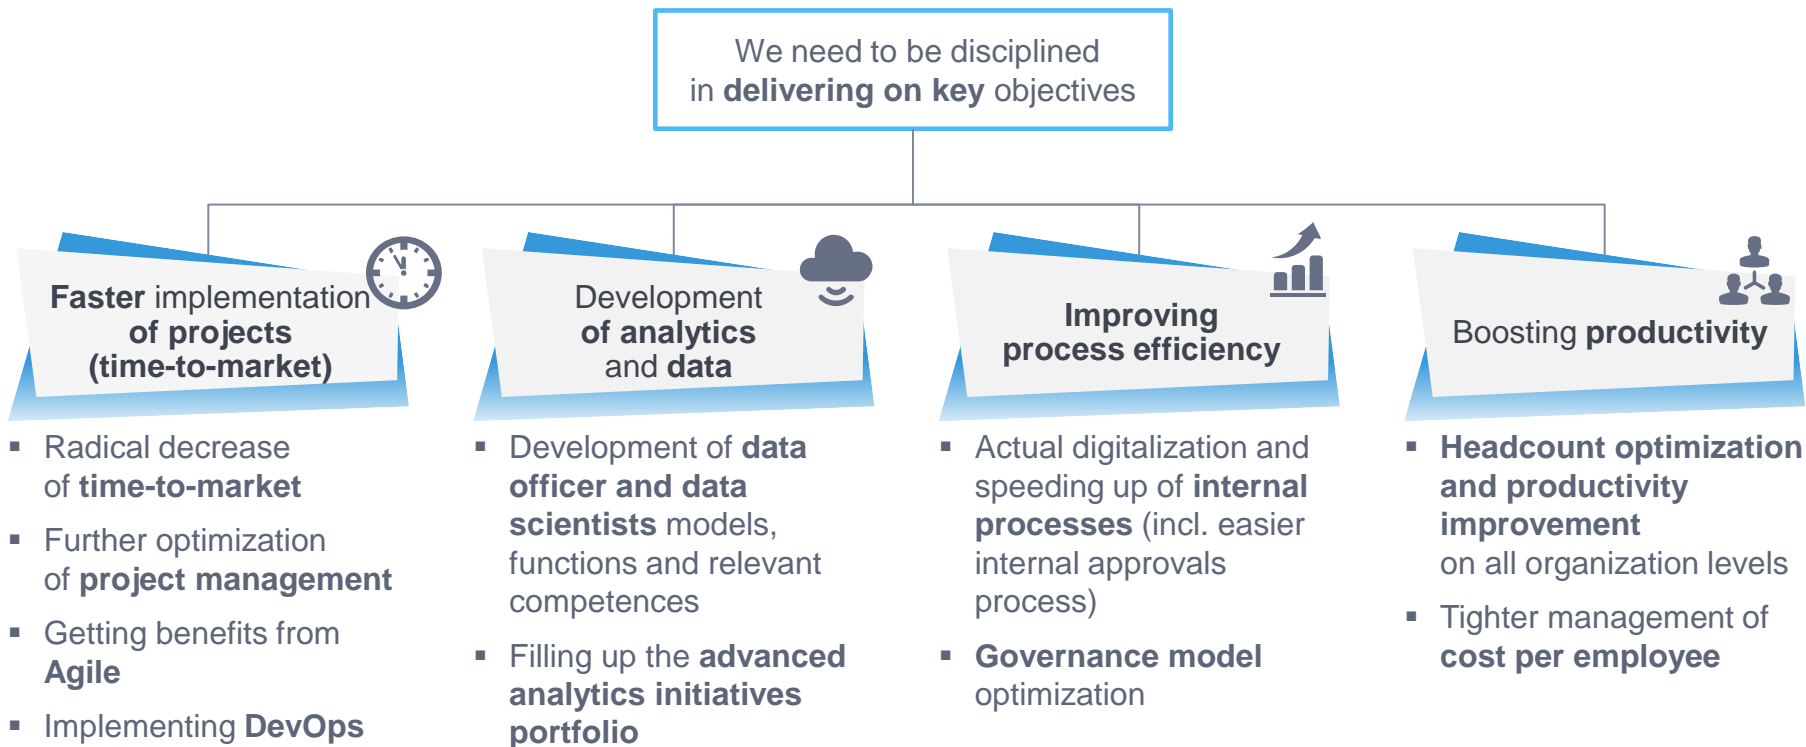 We need to be disciplined
in delivering on key objectives
Faster implementation
of projects
(time-to-market)
▪ Radical decrease
of time-to-market
▪ Further optimization
of project management
▪ Getting benefits from
Agile
▪ Implementing DevOps
Development
of analytics
and data
▪ Development of data
officer and data
scientists models,
functions and relevant
competences
▪ Filling up the advanced
analytics initiatives
portfolio
Improving
process efficiency
▪ Actual digitalization and
speeding up of internal
processes (incl. easier
internal approvals
process)
▪ Governance model
optimization
Boosting productivity
▪ Headcount optimization
and productivity
improvement
on all organization levels
▪ Tighter management of
cost per employee